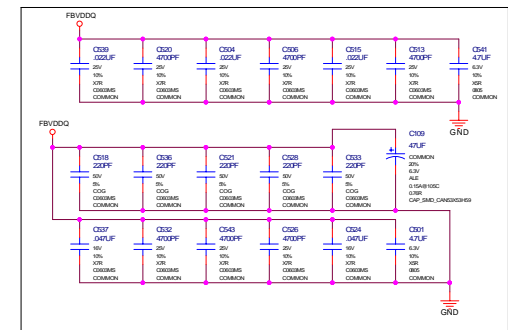 FBVDDQ
C539
.022UF
25V
10%
X7R
C0603MS
COMMON
C520
4700PF
25V
10%
X7R
C0603MS
COMMON
C504
.022UF
25V
10%
X7R
C0603MS
COMMON
C506
4700PF
25V
10%
X7R
C0603MS
COMMON
C515
.022UF
25V
10%
X7R
C0603MS
COMMON
C513
4700PF
25V
10%
X7R
C0603MS
COMMON
C541
4.7UF
6.3V
10%
X5R
0805
COMMON
GND
FBVDDQ
C518
220PF
50V
5%
COG
C0603MS
COMMON
C536
220PF
50V
5%
COG
C0603MS
COMMON
C521
220PF
50V
5%
COG
C0603MS
COMMON
C528
220PF
50V
5%
COG
C0603MS
COMMON
C533
220PF
50V
5%
COG
C0603MS
COMMON
C109
47UF
COMMON
20%
6.3V
ALE
0.15A@105C
0.76R
CAP_SMD_CAN53X53H59
C537
.047UF
16V
10%
X7R
C0603MS
COMMON
C532
4700PF
25V
10%
X7R
C0603MS
COMMON
C543
4700PF
25V
10%
X7R
C0603MS
COMMON
C526
4700PF
25V
10%
X7R
C0603MS
COMMON
C524
.047UF
16V
10%
X7R
C0603MS
COMMON
C501
4.7UF
6.3V
10%
X5R
0805
COMMON
GND